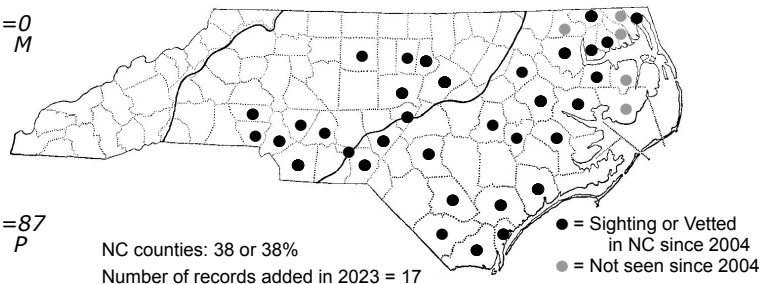 =0
M
=87
P
NC counties: 38 or 38%
Number of records added in 2023 = 17
= Sighting or Vetted
in NC since 2004
= Not seen since 2004